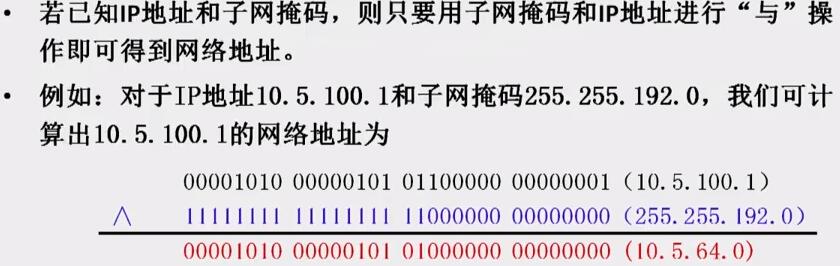 • 若已知IP地址和子网掩码，则只要用子网掩码和IP地址进行“与”操
作即可得到网络地址。
• 例如：对于IP地址10.5.100.1和子网掩码255.255.192.0，我们可计
算出10.5.100.1的网络地址为
00001010 00000101 01100000 00000001（10.5.100.1）
∧ 11111111 11111111 11000000 00000000（255.255.192.0）
00001010 00000101 01000000 00000000（10.5.64.0）